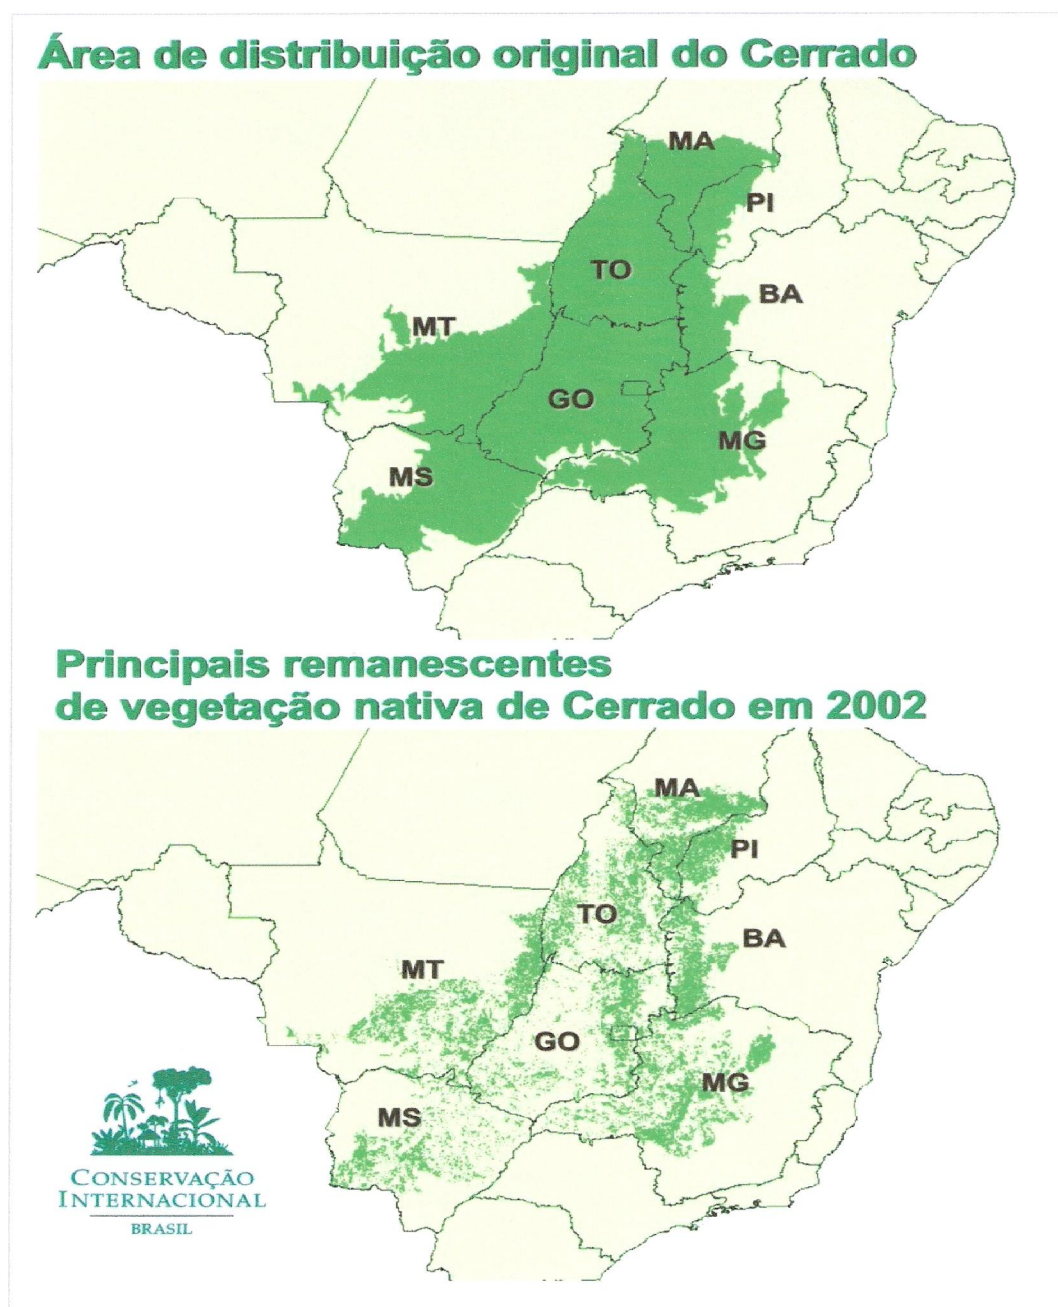 Área de distribuição original do Cerrado
MA
PI
TO
BA
MT
GO
MG
MS
Principais remanescentes
de vegetação nativa de Cerrado em 2002
MA
PI
TO
BA
MT
GO
MG
MS
CONSERVAÇÃO
INTERNACIONAL
BRASIL